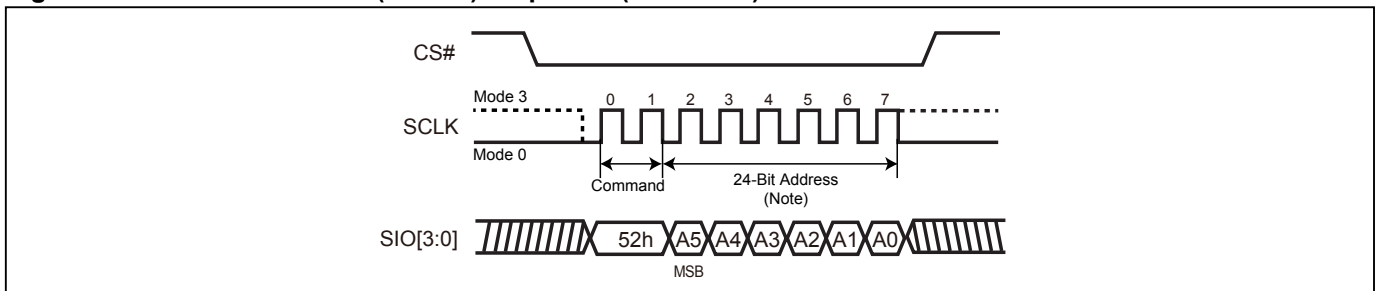 CS#
Mode 3
0 1 2 3 4 5 6 7
SCLK
Mode 0
Command
24-Bit Address
(Note)
SIO[3:0]
52h A5 A4 A3 A2 A1 A0
MSB